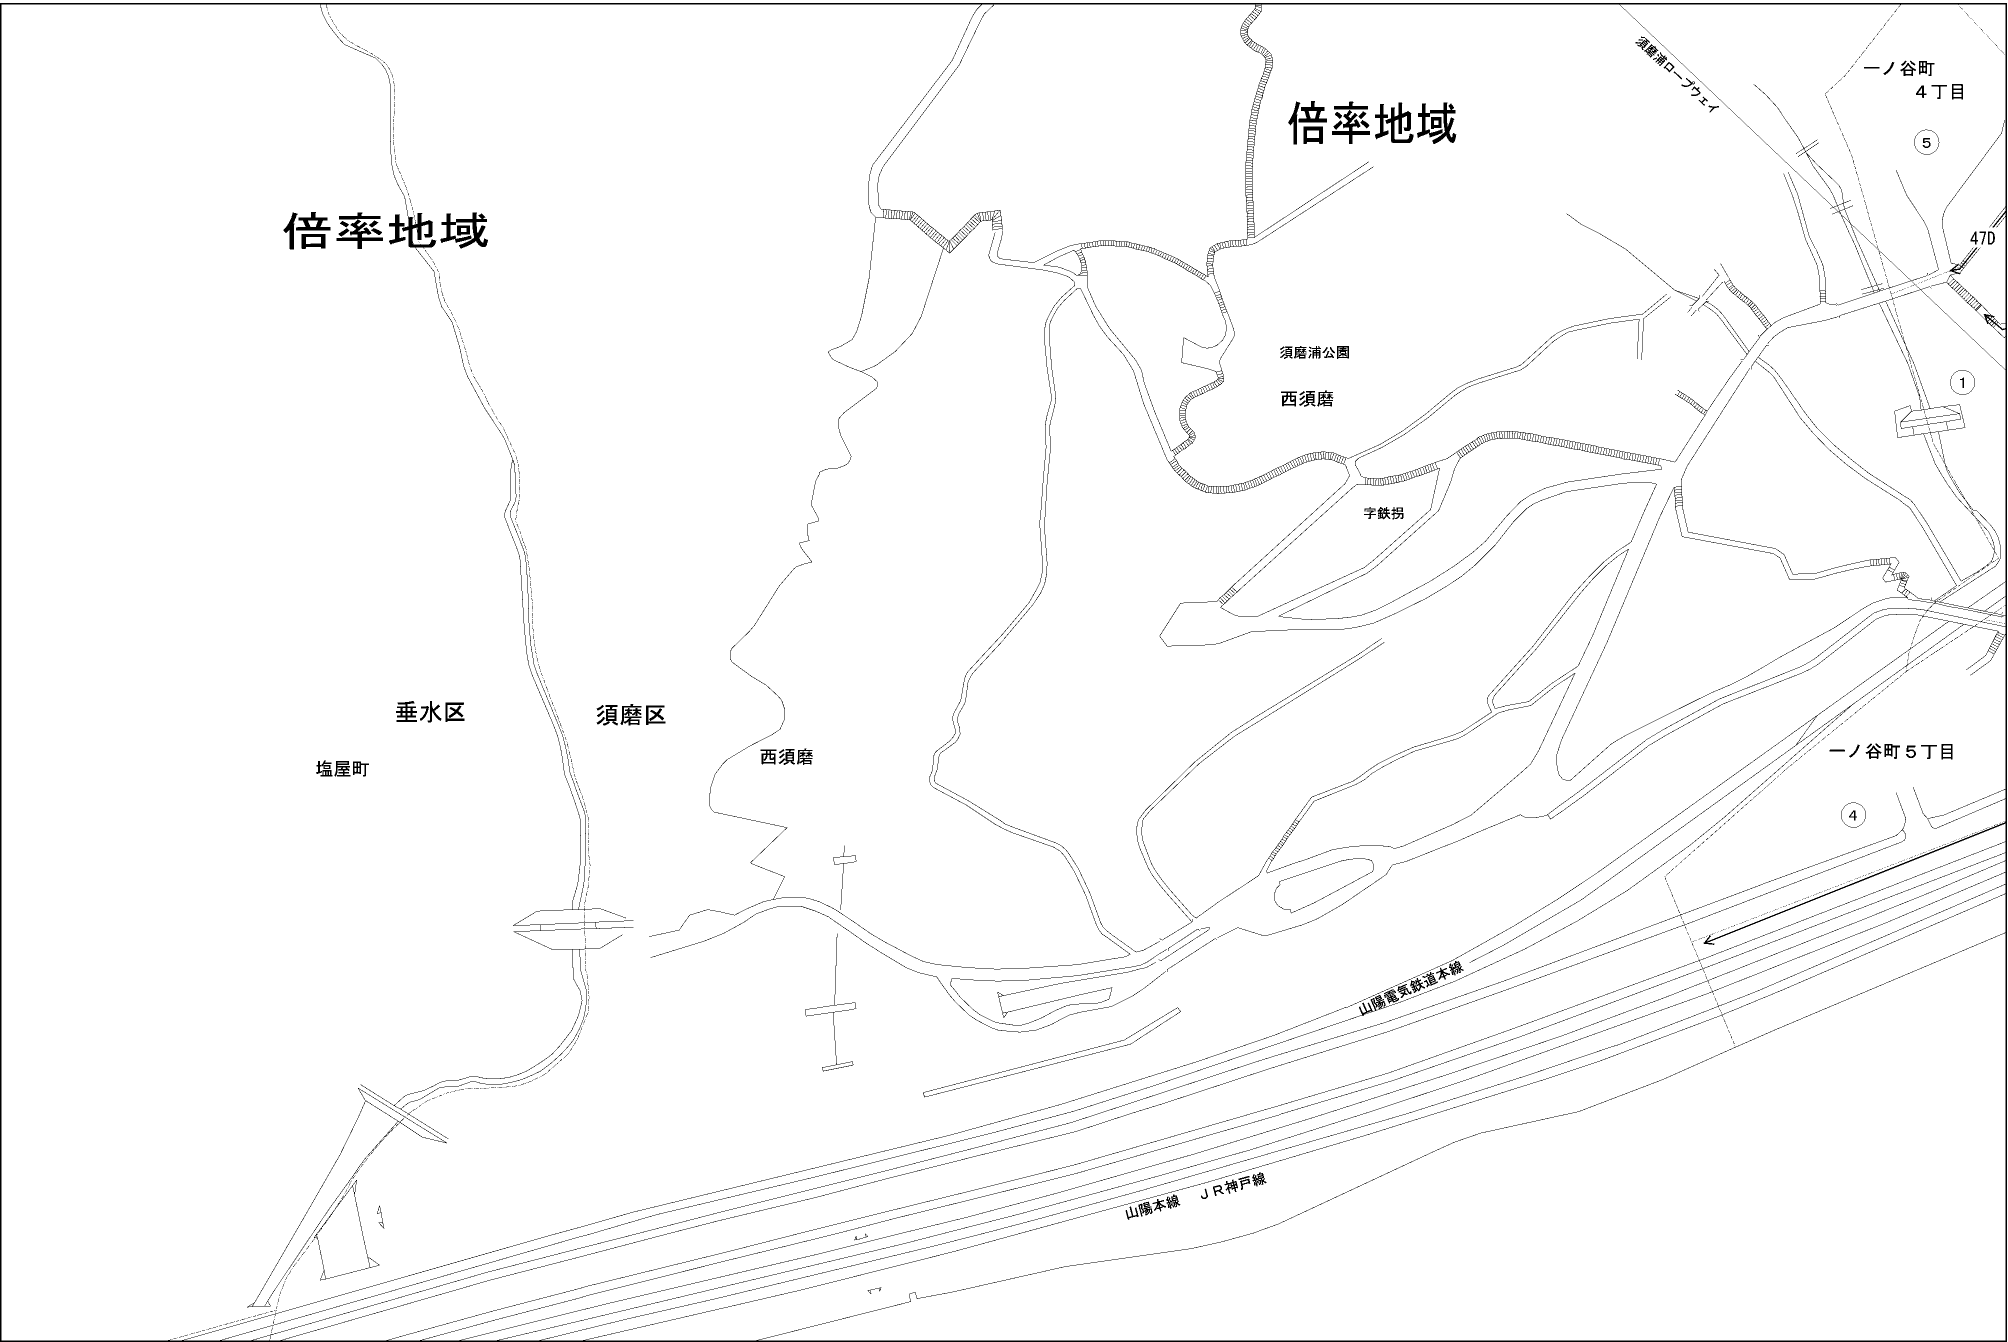 須磨浦ロープウェイ
一ノ谷町
４丁目
倍率地域
5
倍率地域
47D
須磨浦公園
1
西須磨
字鉄拐
垂水区
須磨区
一ノ谷町５丁目
西須磨
塩屋町
4
山陽電気鉄道本線
山陽本線　ＪＲ神戸線